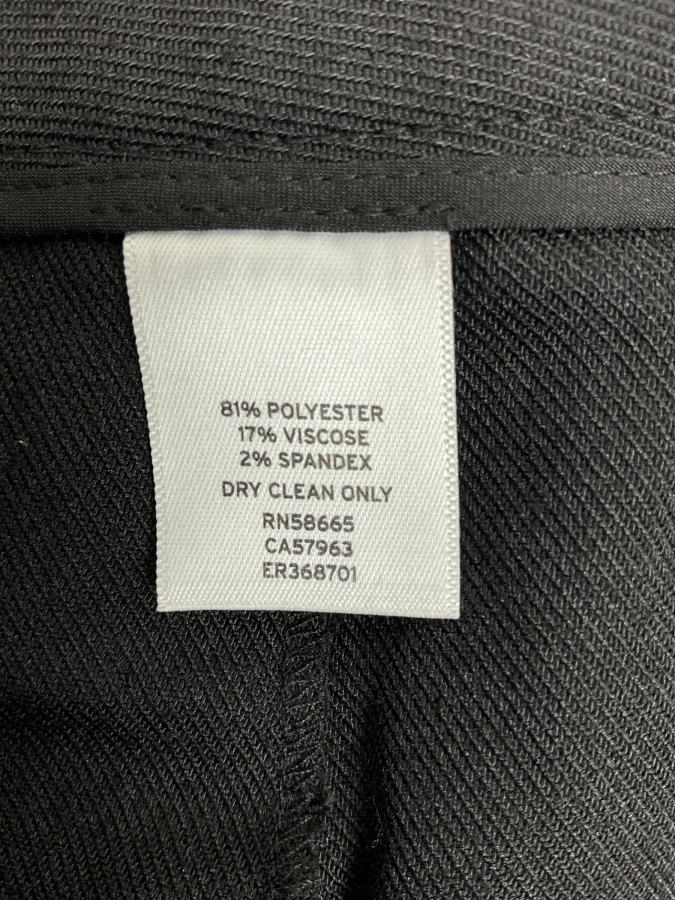 81% POLYESTER
17% VISCOSE
2% SPANDEX
DRY CLEAN ONLY
RN58665
CA57963
ER368701